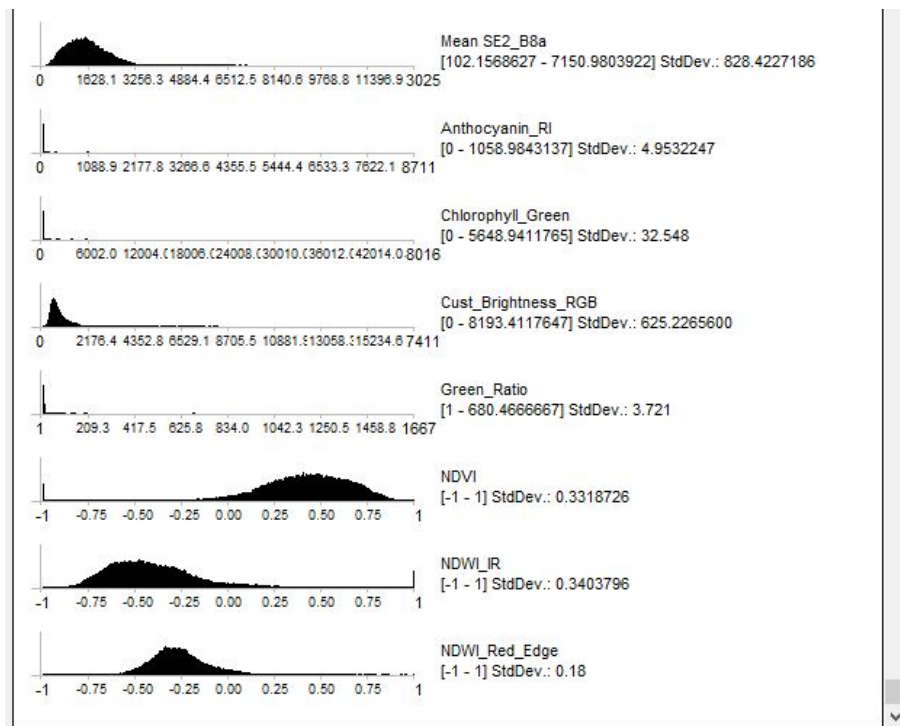 Mean SE2_B8a
[102.1568627 - 7150.9803922] StdDev.: 828.4227186
0 1628.1 3256.3 4884.4 6512.5 8140.6 9768.8 11396.9 3025
Anthocyanin_RI
[0 - 1058.9843137] StdDev.: 4.9532247
0 1088.9 2177.8 3266.6 4355.5 5444.4 6533.3 7622.1 8711
Chlorophyll_Green
[0 - 5648.9411765] StdDev.: 32.548
0 6002.0 12004.( 18006.( 24008.( 30010.( 36012.( 42014.0 8016
Cust_Brightness_RGB
[0 - 8193.4117647] StdDev.: 625.2265600
0 2176.4 4352.8 6529.1 8705.5 10881.9 13058.3 15234.6 7411
Green_Ratio
[1 - 680.4666667] StdDev.: 3.721
1 209.3 417.5 625.8 834.0 1042.3 1250.5 1458.8 1667
NDVI
[-1 - 1] StdDev.: 0.3318726
-1 -0.75 -0.50 -0.25 0.00 0.25 0.50 0.75 1
NDWI_IR
[-1 - 1] StdDev.: 0.3403796
-1 -0.75 -0.50 -0.25 0.00 0.25 0.50 0.75 1
NDWI_Red_Edge
[-1 - 1] StdDev.: 0.18
-1 -0.75 -0.50 -0.25 0.00 0.25 0.50 0.75 1